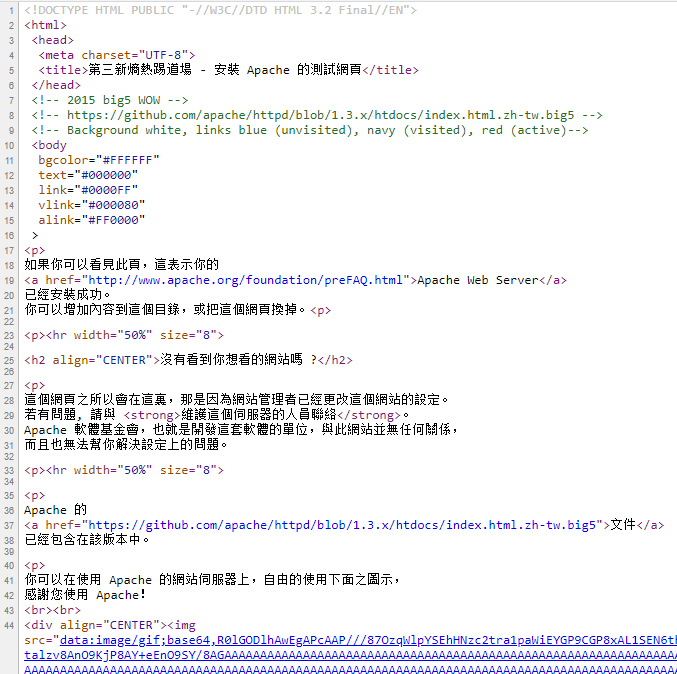 1 <!DOCTYPE HTML PUBLIC "-//W3C//DTD HTML 3.2 Final//EN">
2 <html>
3 <head>
4 <meta charset="UTF-8">
5 <title>第三新熵熱踢道場 - 安裝 Apache 的測試網頁</title>
6 </head>
7 <!-- 2015 big5 WOW -->
8 <!-- https://github.com/apache/httpd/blob/1.3.x/htdocs/index.html.zh-tw.big5 -->
9 <!-- Background white, links blue (unvisited), navy (visited), red (active)-->
10 <body
11 bgcolor="#FFFFFF"
12 text="#000000"
13 link="#0000FF"
14 vlink="#000080"
15 alink="#FF0000"
16 >
17 <p>
18 如果你可以看見此頁，這表示你的
19 <a href="http://www.apache.org/foundation/preFAQ.html">Apache Web Server</a>
20 已經安裝成功。
21 你可以增加內容到這個目錄，或把這個網頁換掉。<p>
22
23 <p><hr width="50%" size="8">
24
25 <h2 align="CENTER">沒有看到你想看的網站嗎 ?</h2>
26
27 <p>
28 這個網頁之所以會在這裏，那是因為網站管理者已經更改這個網站的設定。
29 若有問題, 請與 <strong>維護這個伺服器的人員聯絡</strong>。
30 Apache 軟體基金會，也就是開發這套軟體的單位，與此網站並無任何關係，
31 而且也無法幫你解決設定上的問題。
32
33 <p><hr width="50%" size="8">
34
35 <p>
36 Apache 的
37 <a href="https://github.com/apache/httpd/blob/1.3.x/htdocs/index.html.zh-tw.big5">文件</a>
38 已經包含在該版本中。
39
40 <p>
41 你可以在使用 Apache 的網站伺服器上，自由的使用下面之圖示，
42 感謝您使用 Apache！
43 <br><br>
44 <div align="CENTER"><img
src="data:image/gif;base64,R0lGODlhAwEgAPcAAP///87OzqWlpYSEhHNzc2tra1paWiEYGP9CGP8xAL1SEN6t
talzv8AnO9KjP8AY+eEnO9SY/8AGAAAAAAAAAAAAAAAAAAAAAAAAAAAAAAAAAAAAAAAAAAAAAAAAAAAAAAAAAAA
AAAAAAAAAAAAAAAAAAAAAAAAAAAAAAAAAAAAAAAAAAAAAAAAAAAAAAAAAAAAAAAAAAAAAAAAAAAAAAAAAAAA